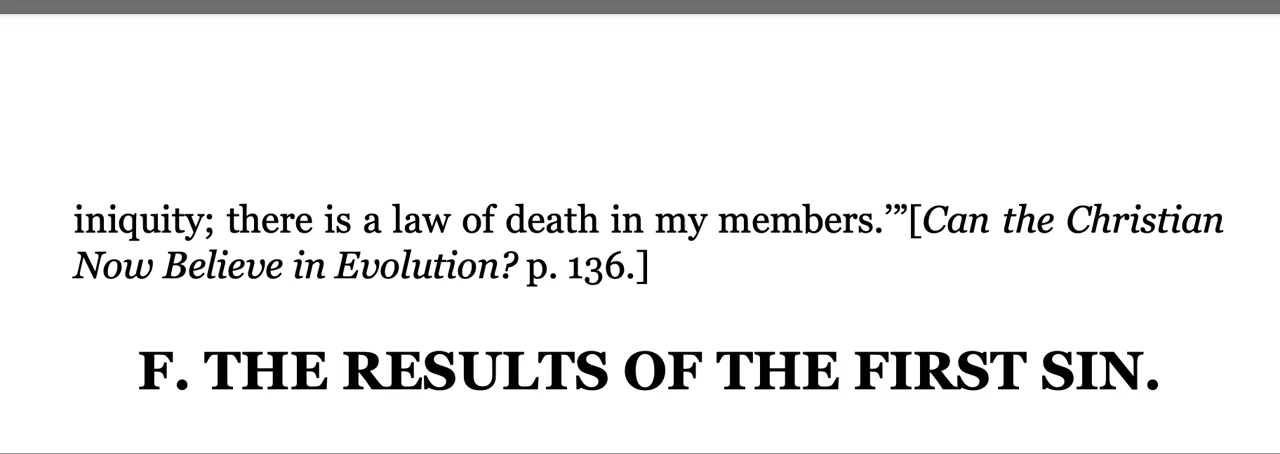 iniquity; there is a law of death in my members.’”[Can the Christian
Now Believe in Evolution? p. 136.]
F. THE RESULTS OF THE FIRST SIN.